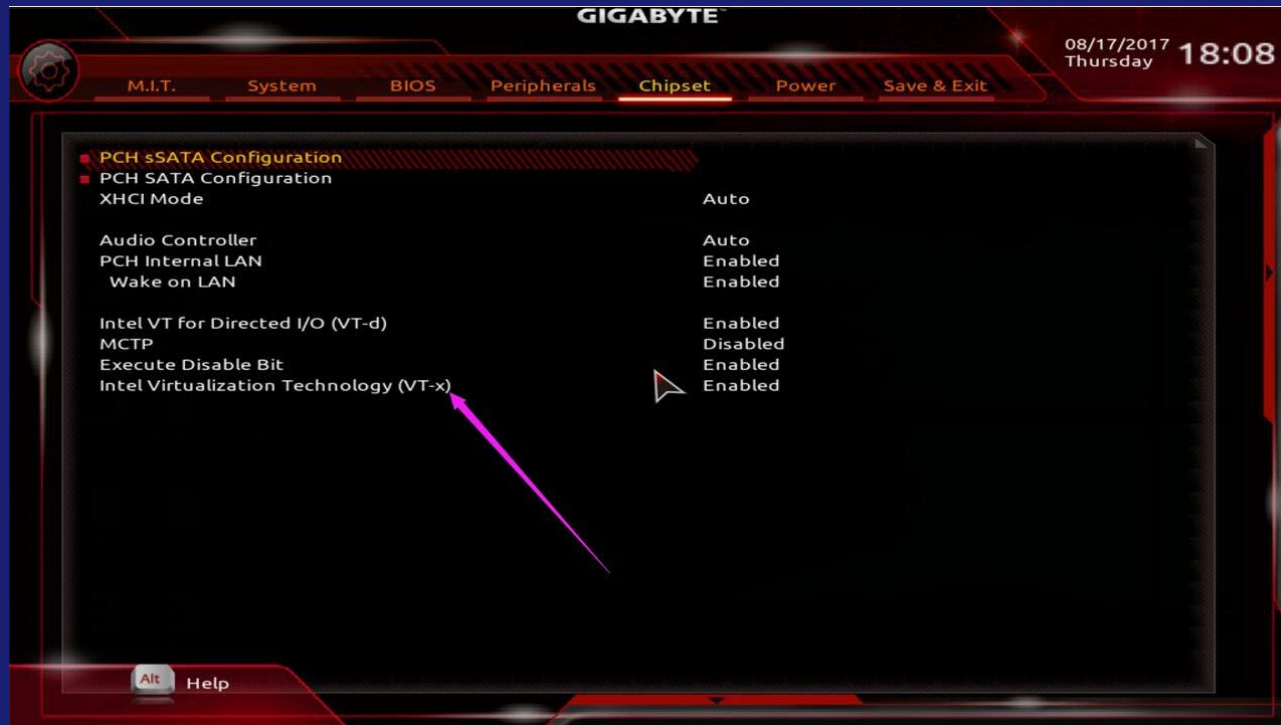 GIGABYTE™
08/17/2017 18:08
Thursday
M.I.T. System BIOS Peripherals Chipset Power Save & Exit
PCH sSATA Configuration
PCH SATA Configuration
XHCI Mode Auto
Audio Controller Auto
PCH Internal LAN Enabled
Wake on LAN Enabled
Intel VT for Directed I/O (VT-d) Enabled
MCTP Disabled
Execute Disable Bit Enabled
Intel Virtualization Technology (VT-x) Enabled
Alt Help